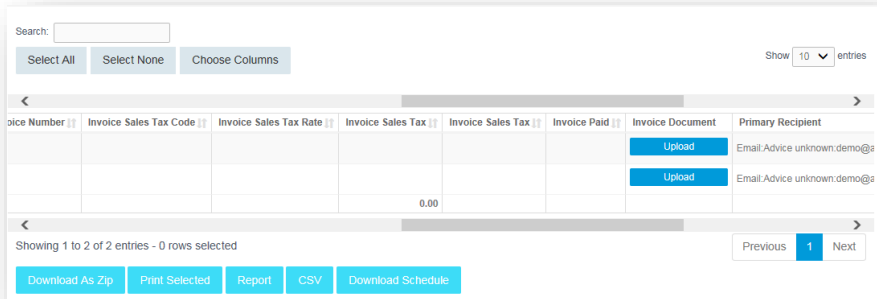 Search:
Select All Select None Choose Columns
Show 10 entries
oice Number Invoice Sales Tax Code Invoice Sales Tax Rate Invoice Sales Tax Invoice Sales Tax Invoice Paid Invoice Document Primary Recipient
Upload Email:Advice unknown:demo@a
Upload Email:Advice unknown:demo@a
0.00
Showing 1 to 2 of 2 entries - 0 rows selected
Previous 1 Next
Download As Zip Print Selected Report CSV Download Schedule